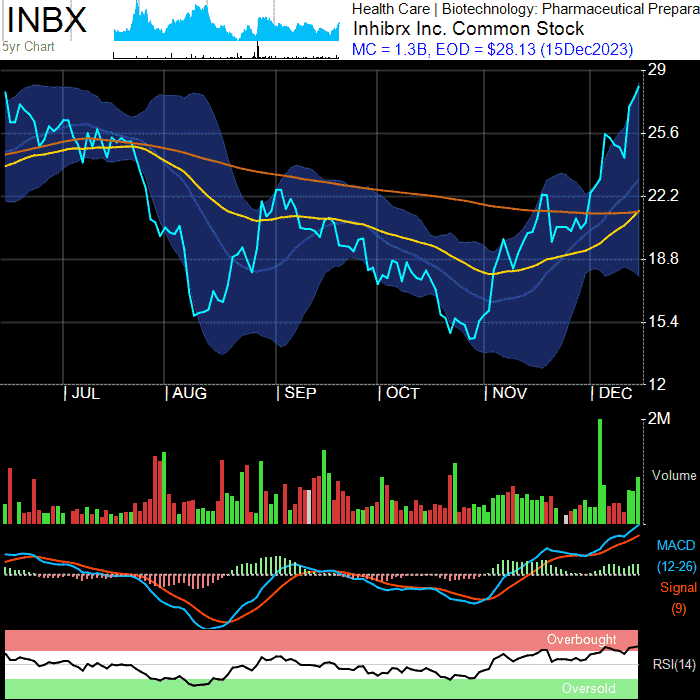 INBX
5yr Chart
Health Care | Biotechnology: Pharmaceutical Prepara
Inhibrx Inc. Common Stock
MC = 1.3B, EOD = $28.13 (15Dec2023)
29
25.6
22.2
18.8
15.4
12
| JUL | AUG | SEP | OCT | NOV | DEC
2M
Volume
MACD
(12-26)
Signal
(9)
Overbought
RSI(14)
Oversold